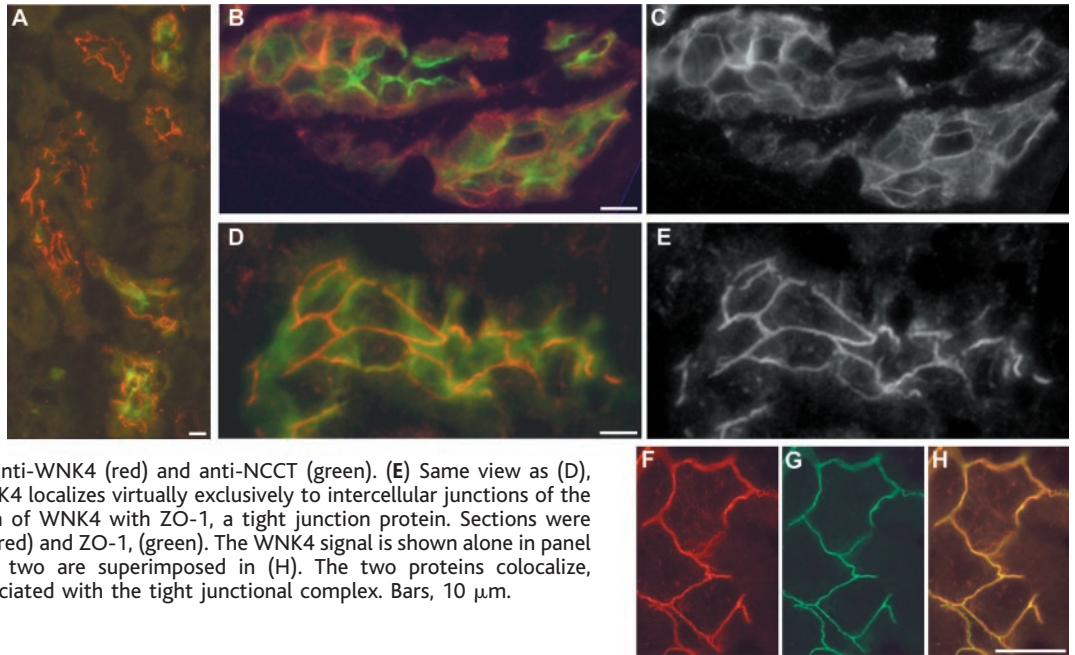 A
B
C
D
E
nti-WNK4 (red) and anti-NCCT (green). (E) Same view as (D),
K4 localizes virtually exclusively to intercellular junctions of the
of WNK4 with ZO-1, a tight junction protein. Sections were
red) and ZO-1, (green). The WNK4 signal is shown alone in panel
two are superimposed in (H). The two proteins colocalize,
ciated with the tight junctional complex. Bars, 10 μm.
F
G
H